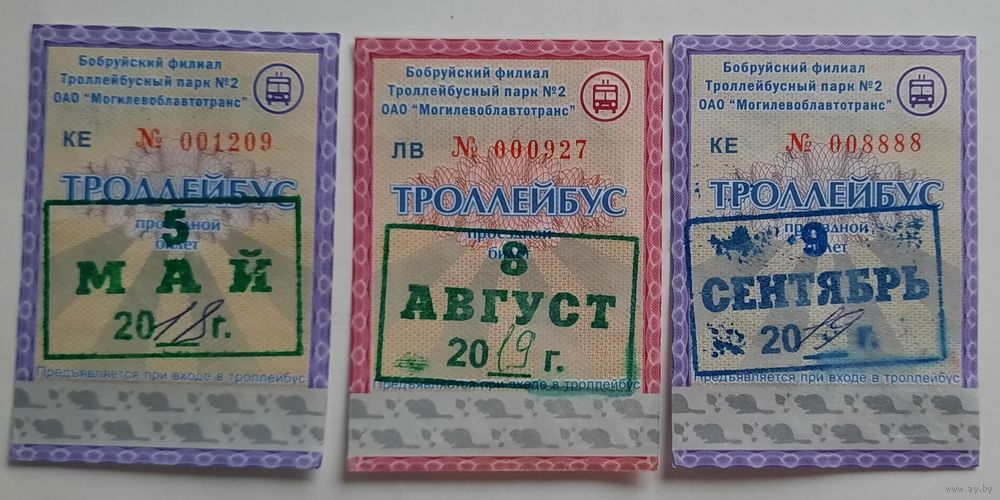 Бобруйский филиал
Троллейбусный парк №2
ОАО "Могилевоблавтотранс"
КЕ № 001209
ТРОЛЛЕЙБУС
проездной
билет
5
МАЙ
2018 г.
Предъявляется при входе в троллейбус
Бобруйский филиал
Троллейбусный парк №2
ОАО "Могилевоблавтотранс"
ЛВ № 000927
ТРОЛЛЕЙБУС
проездной
билет
8
АВГУСТ
2019 г.
Предъявляется при входе в троллейбус
Бобруйский филиал
Троллейбусный парк №2
ОАО "Могилевоблавтотранс"
КЕ № 008888
ТРОЛЛЕЙБУС
проездной
билет
9
СЕНТЯБРЬ
2019 г.
Предъявляется при входе в троллейбус
www.ay.by